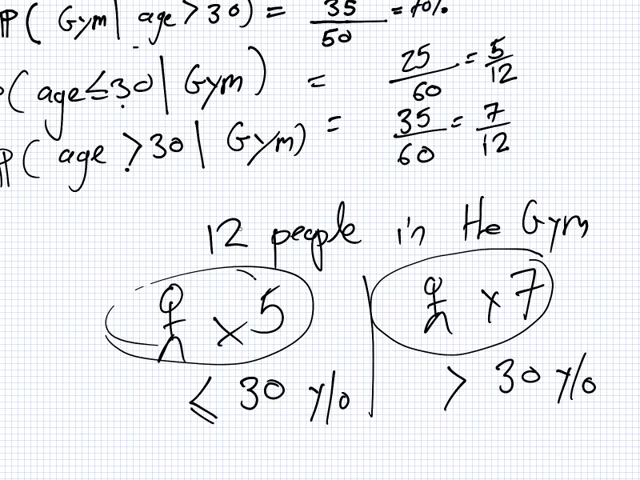 P(Gym | age > 30) = 35/50 = 70%
P(age ≤ 30 | Gym) = 25/60 = 5/12
P(age > 30 | Gym) = 35/60 = 7/12
12 people in the Gym
x 5 x 7
≤ 30 y/o > 30 y/o